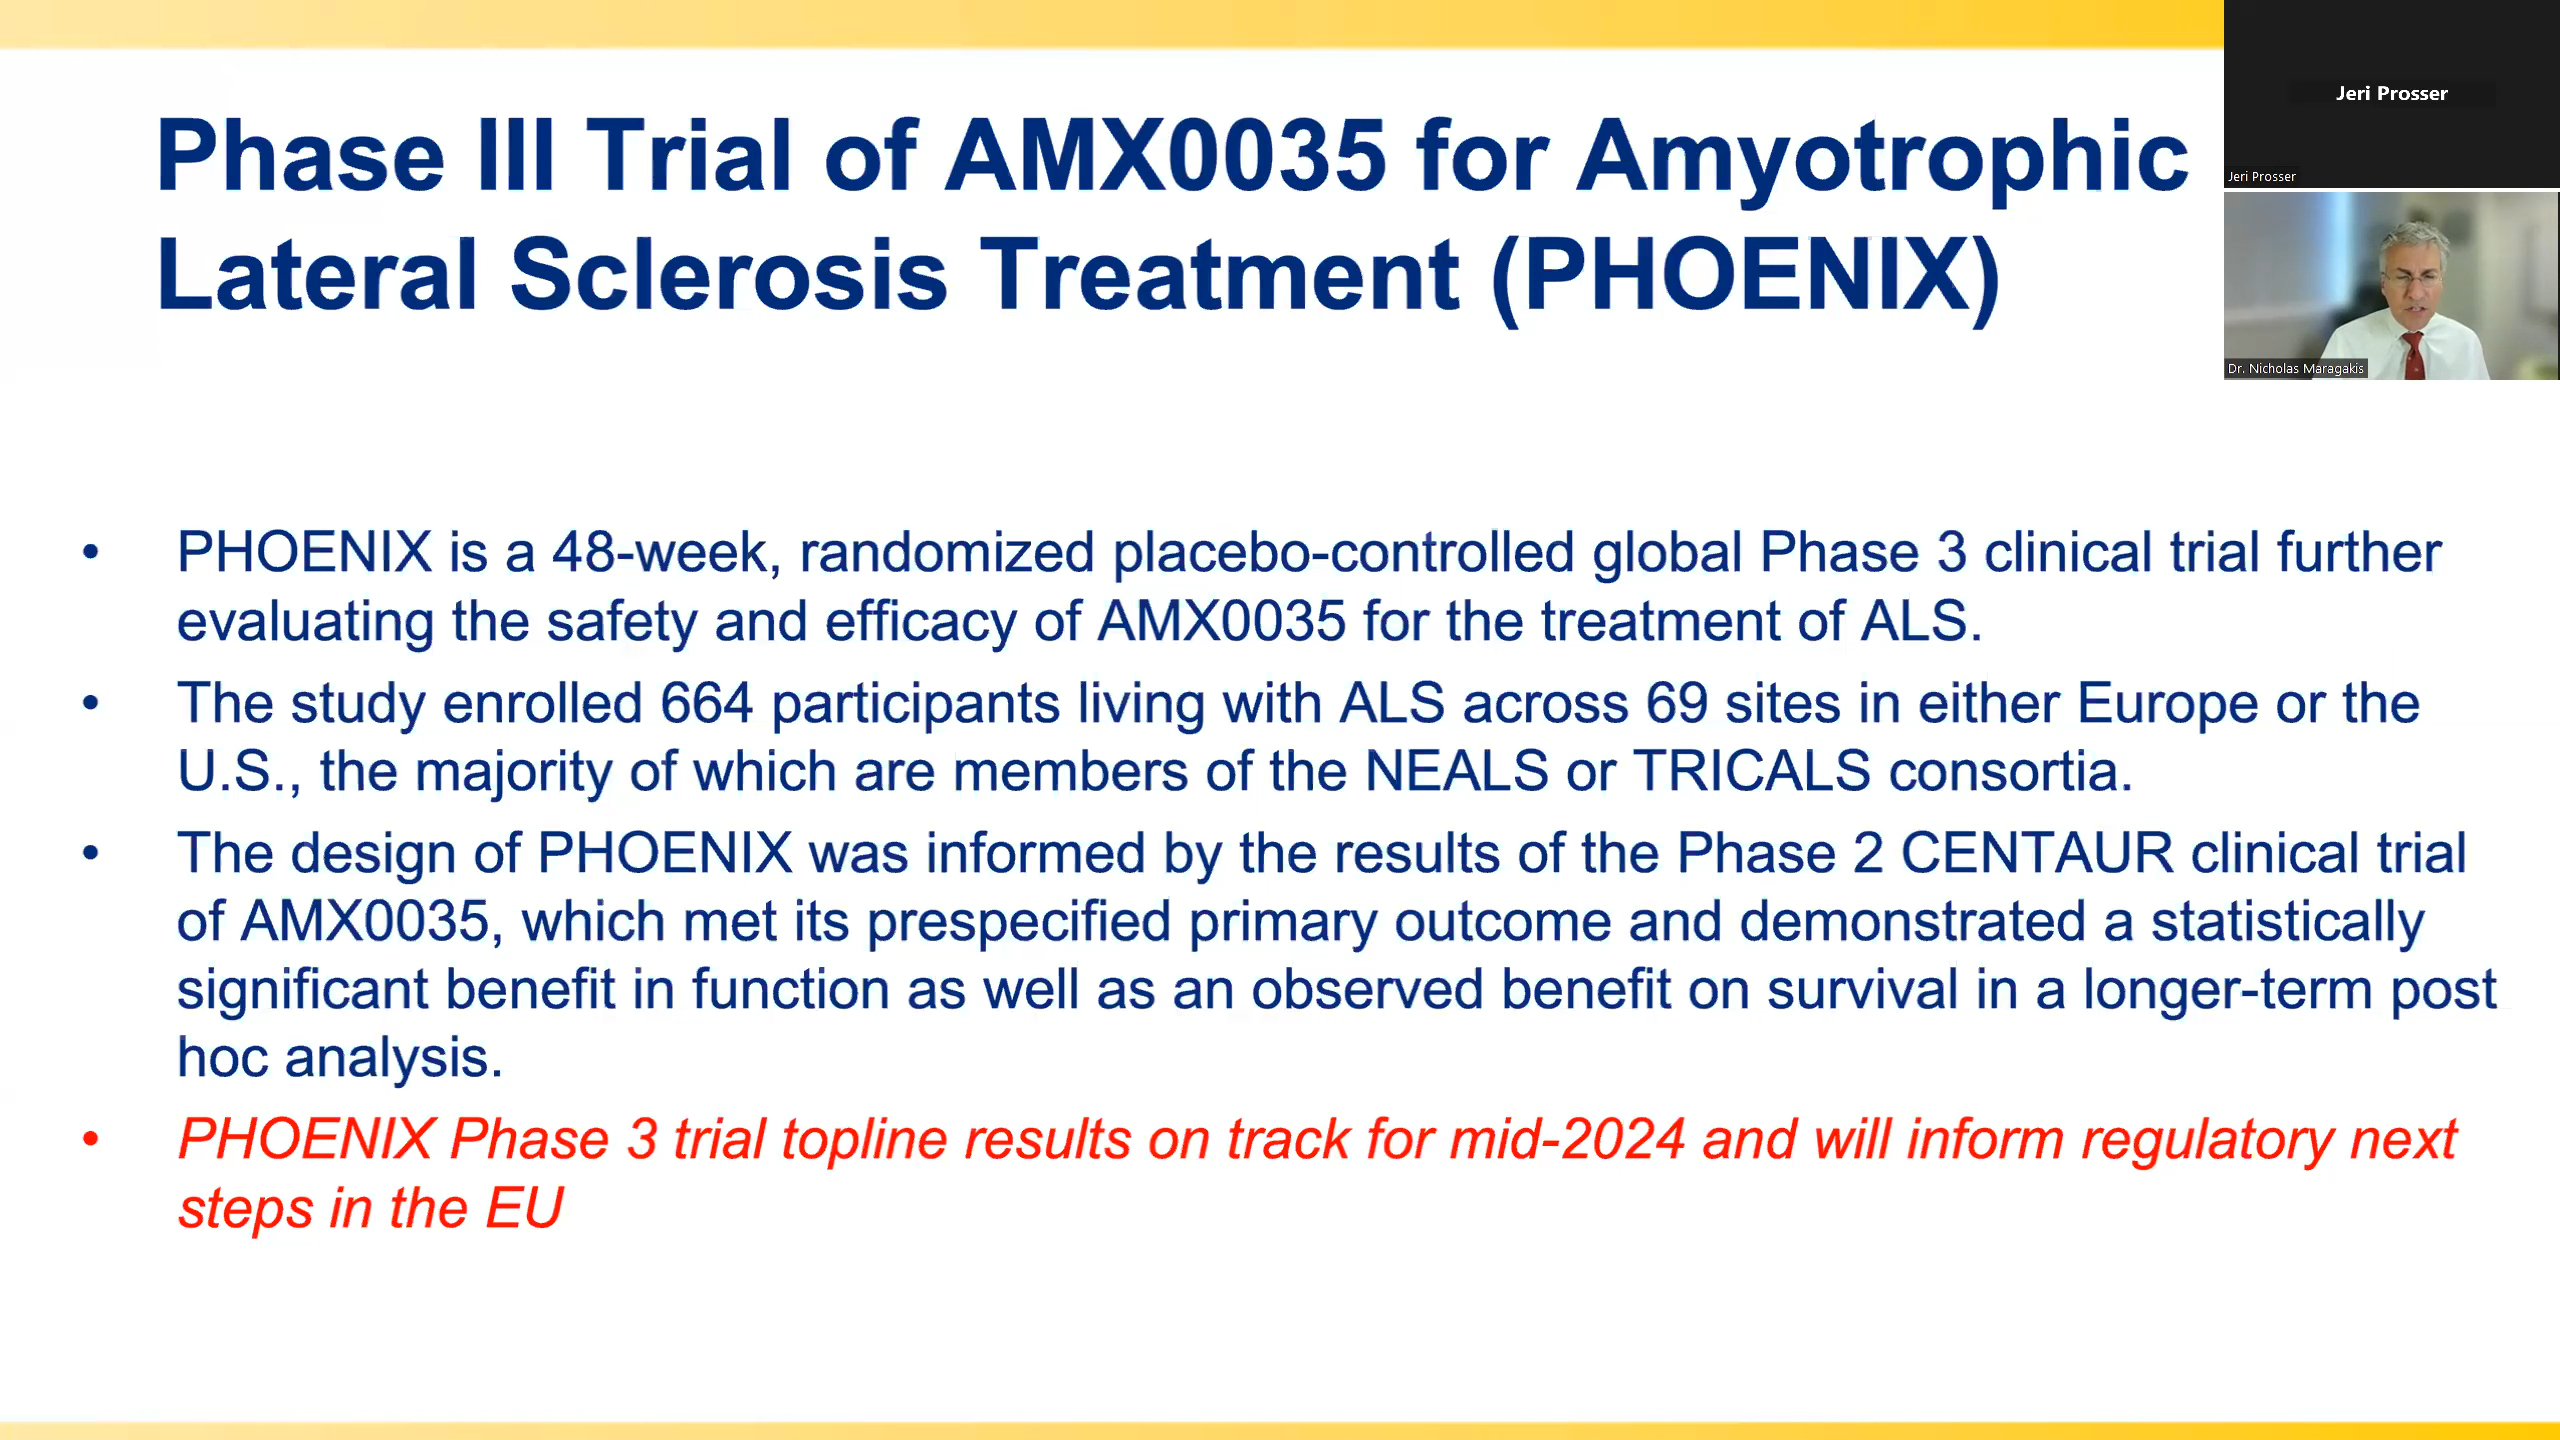 Phase III Trial of AMX0035 for Amyotrophic
Lateral Sclerosis Treatment (PHOENIX)
Jeri Prosser
Jeri Prosser
Dr. Nicholas Maragakis
• PHOENIX is a 48-week, randomized placebo-controlled global Phase 3 clinical trial further
evaluating the safety and efficacy of AMX0035 for the treatment of ALS.
• The study enrolled 664 participants living with ALS across 69 sites in either Europe or the
U.S., the majority of which are members of the NEALS or TRICALS consortia.
• The design of PHOENIX was informed by the results of the Phase 2 CENTAUR clinical trial
of AMX0035, which met its prespecified primary outcome and demonstrated a statistically
significant benefit in function as well as an observed benefit on survival in a longer-term post
hoc analysis.
• PHOENIX Phase 3 trial topline results on track for mid-2024 and will inform regulatory next
steps in the EU